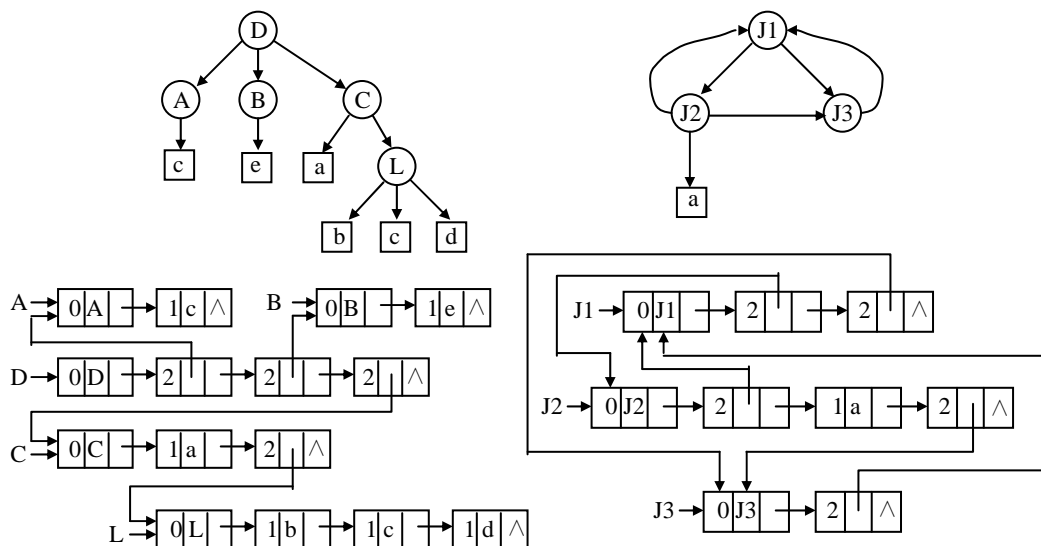 D
A B C
c e a L
b c d
J1
J2 J3
a
A 0 A 1 c ∧ B 0 B 1 e ∧
D 0 D 2 2 2 ∧
C 0 C 1 a 2 ∧
L 0 L 1 b 1 c 1 d ∧
J1 0 J1 2 2 ∧
J2 0 J2 2 1 a 2 ∧
J3 0 J3 2 ∧